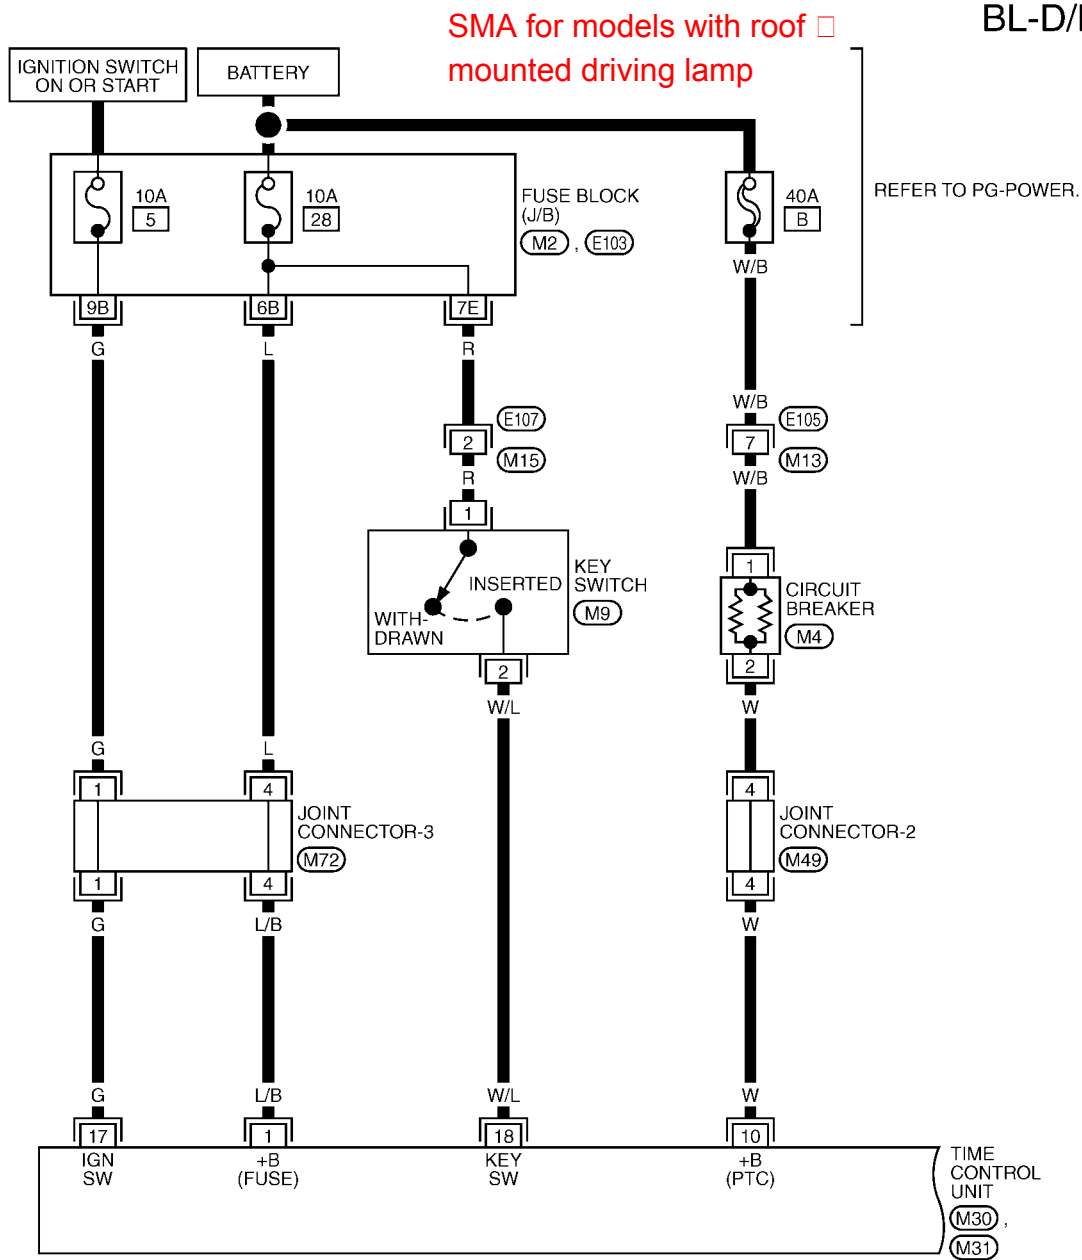 SMA for models with roof □
mounted driving lamp
BL-D/
IGNITION SWITCH
ON OR START
BATTERY
10A
5
10A
28
FUSE BLOCK
(J/B)
M2 , E103
40A
B
REFER TO PG-POWER.
W/B
9B
6B
7E
G
L
R
W/B
E107
E105
2
7
M15
M13
R
W/B
1
1
KEY
SWITCH
M9
INSERTED
WITH-
DRAWN
CIRCUIT
BREAKER
M4
2
2
W/L
W
G
L
1
4
4
JOINT
CONNECTOR-3
M72
JOINT
CONNECTOR-2
M49
1
4
4
G
L/B
W
G
L/B
W/L
W
17
1
18
10
IGN
SW
+B
(FUSE)
KEY
SW
+B
(PTC)
TIME
CONTROL
UNIT
M30 ,
M31